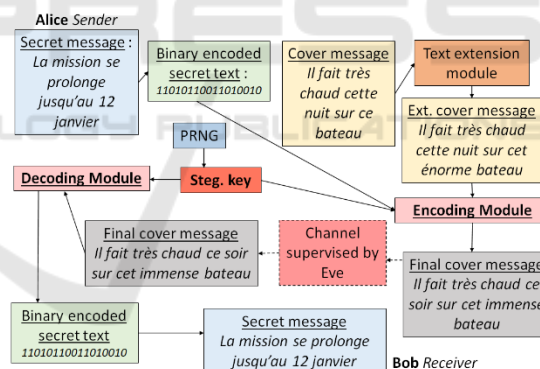 Alice Sender
Secret message :
La mission se
prolonge
jusqu'au 12
janvier
Binary encoded
secret text :
11010110011010010
Cover message
Il fait très
chaud cette
nuit sur ce
bateau
Text extension
module
Ext. cover message
Il fait très chaud
cette nuit sur cet
énorme bateau
PRNG
Steg. key
Decoding Module
Encoding Module
Final cover message
Il fait très chaud ce soir
sur cet immense bateau
Channel
supervised by
Eve
Final cover message
Il fait très chaud ce
soir sur cet immense
bateau
Binary encoded
secret text
11010110011010010
Secret message
La mission se prolonge
jusqu'au 12 janvier
Bob Receiver